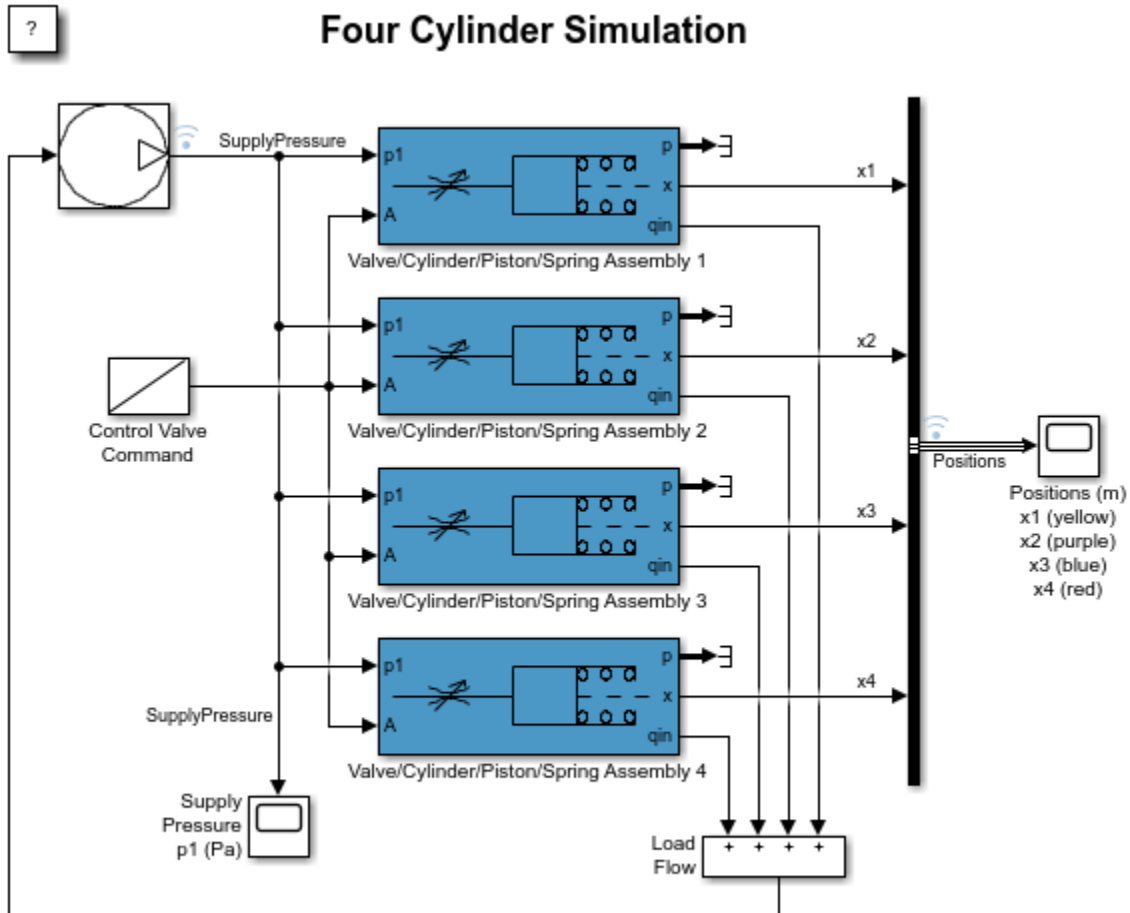 ?
Four Cylinder Simulation
SupplyPressure
p1
A
p
x
qin
x1
Valve/Cylinder/Piston/Spring Assembly 1
p1
A
p
x
qin
x2
Valve/Cylinder/Piston/Spring Assembly 2
Control Valve
Command
Positions
Positions (m)
x1 (yellow)
x2 (purple)
x3 (blue)
x4 (red)
p1
A
p
x
qin
x3
Valve/Cylinder/Piston/Spring Assembly 3
p1
A
p
x
qin
x4
SupplyPressure
Valve/Cylinder/Piston/Spring Assembly 4
Supply
Pressure
p1 (Pa)
Load
Flow
+ + + +